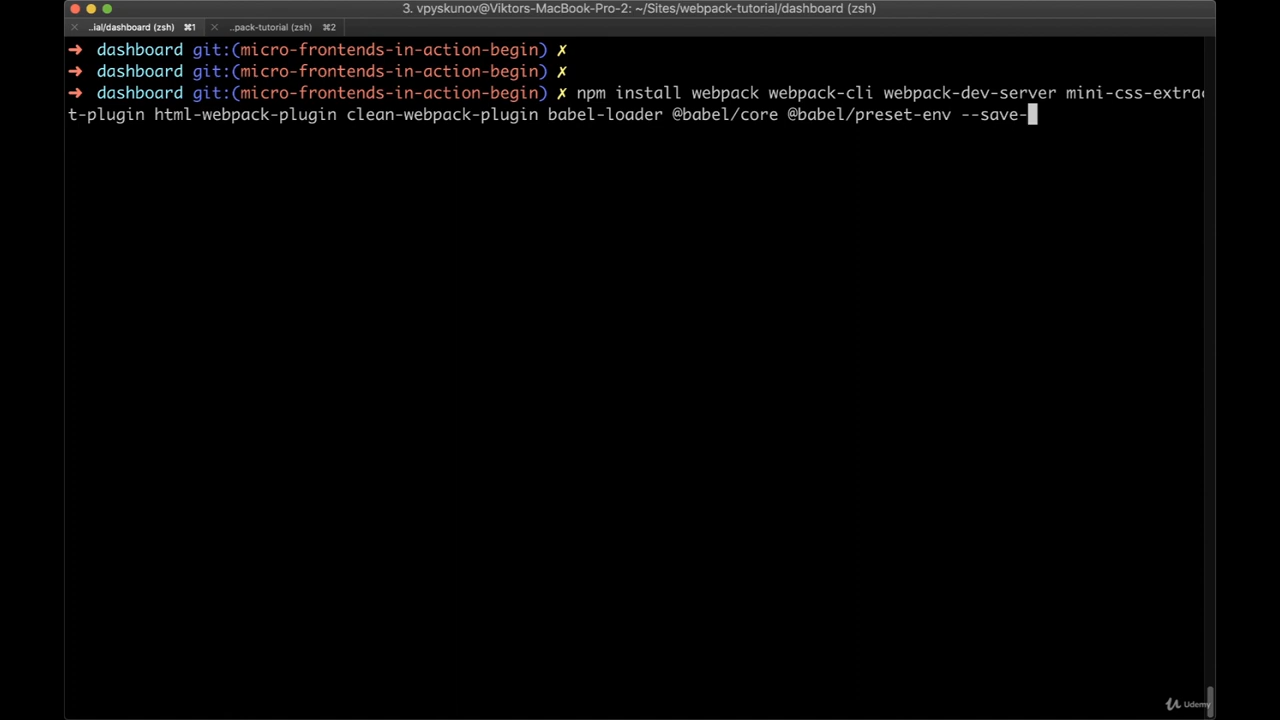 3. vpyskunov@Viktors-MacBook-Pro-2: ~/Sites/webpack-tutorial/dashboard (zsh)
..ial/dashboard (zsh) ⌘1 ..pack-tutorial (zsh) ⌘2
➜ dashboard git:(micro-frontends-in-action-begin) ✗
➜ dashboard git:(micro-frontends-in-action-begin) ✗
➜ dashboard git:(micro-frontends-in-action-begin) ✗ npm install webpack webpack-cli webpack-dev-server mini-css-extrac
t-plugin html-webpack-plugin clean-webpack-plugin babel-loader @babel/core @babel/preset-env --save-
Udemy